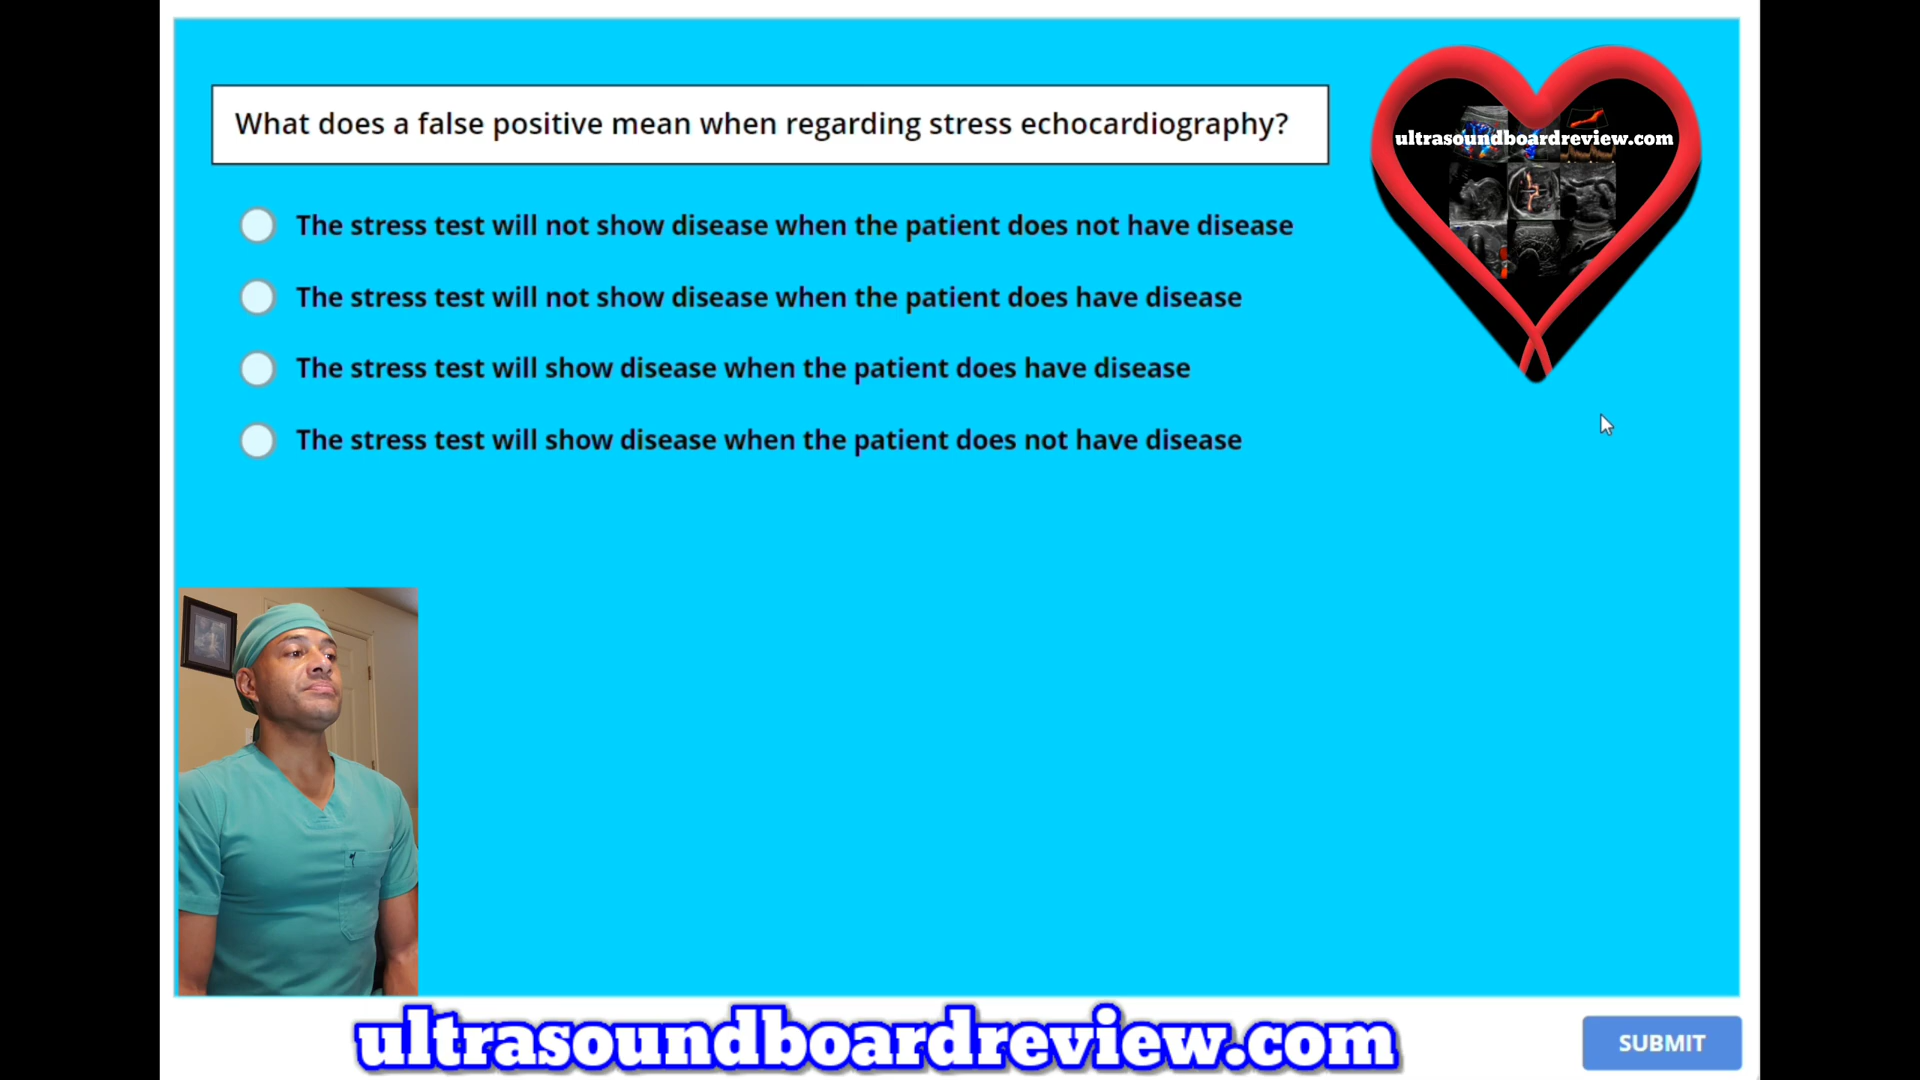 What does a false positive mean when regarding stress echocardiography?
ultrasoundboardreview.com
The stress test will not show disease when the patient does not have disease
The stress test will not show disease when the patient does have disease
The stress test will show disease when the patient does have disease
The stress test will show disease when the patient does not have disease
ultrasoundboardreview.com
SUBMIT